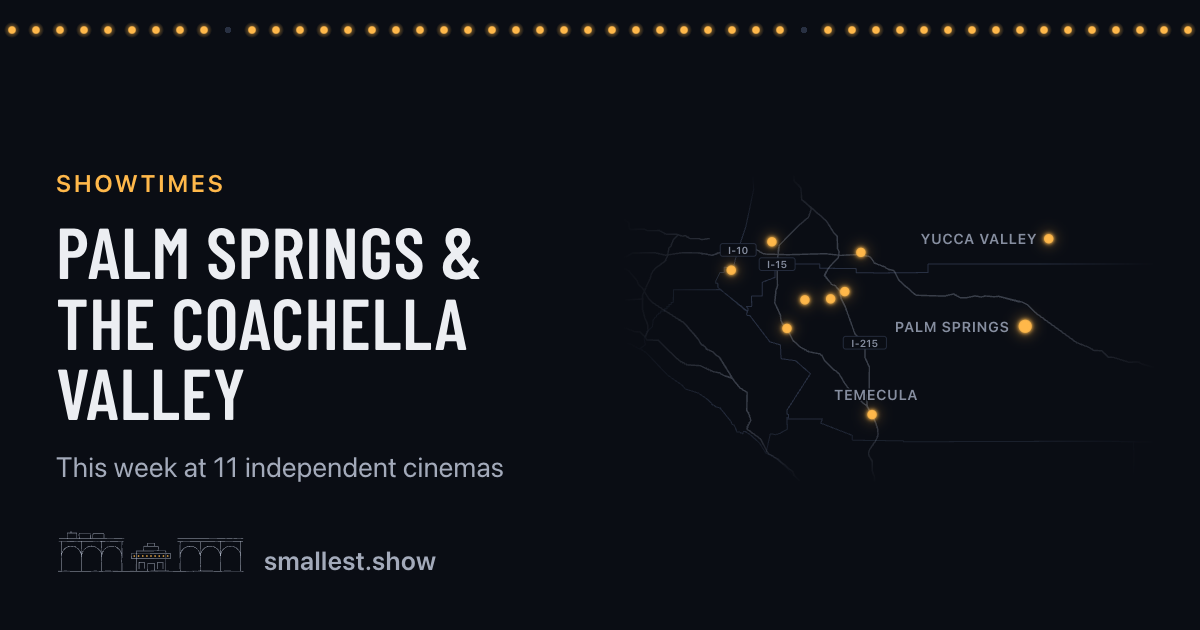 SHOWTIMES
PALM SPRINGS &
THE COACHELLA
VALLEY
This week at 11 independent cinemas
smallest.show
I-10
I-15
YUCCA VALLEY
PALM SPRINGS
I-215
TEMECULA